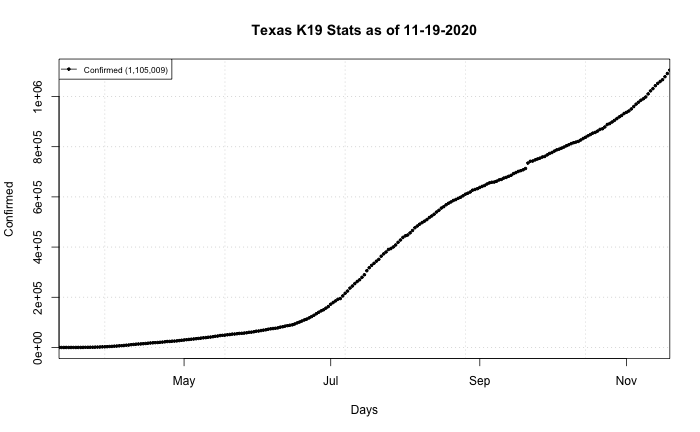 Texas K19 Stats as of 11-19-2020
Confirmed (1,105,009)
1e+06
8e+05
6e+05
4e+05
2e+05
0e+00
Confirmed
May Jul Sep Nov
Days